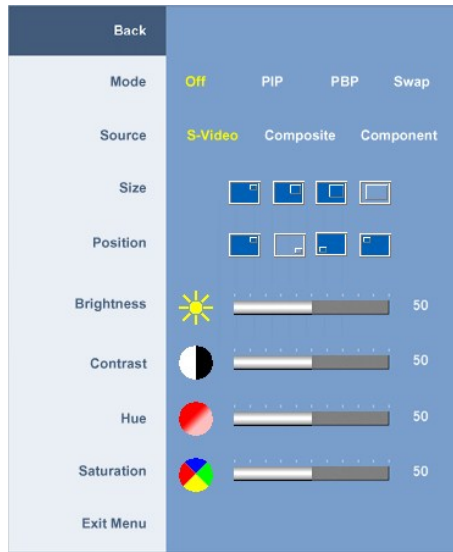 Back
Mode Off PIP PBP Swap
Source S-Video Composite Component
Size
Position
Brightness 50
Contrast 50
Hue 50
Saturation 50
Exit Menu